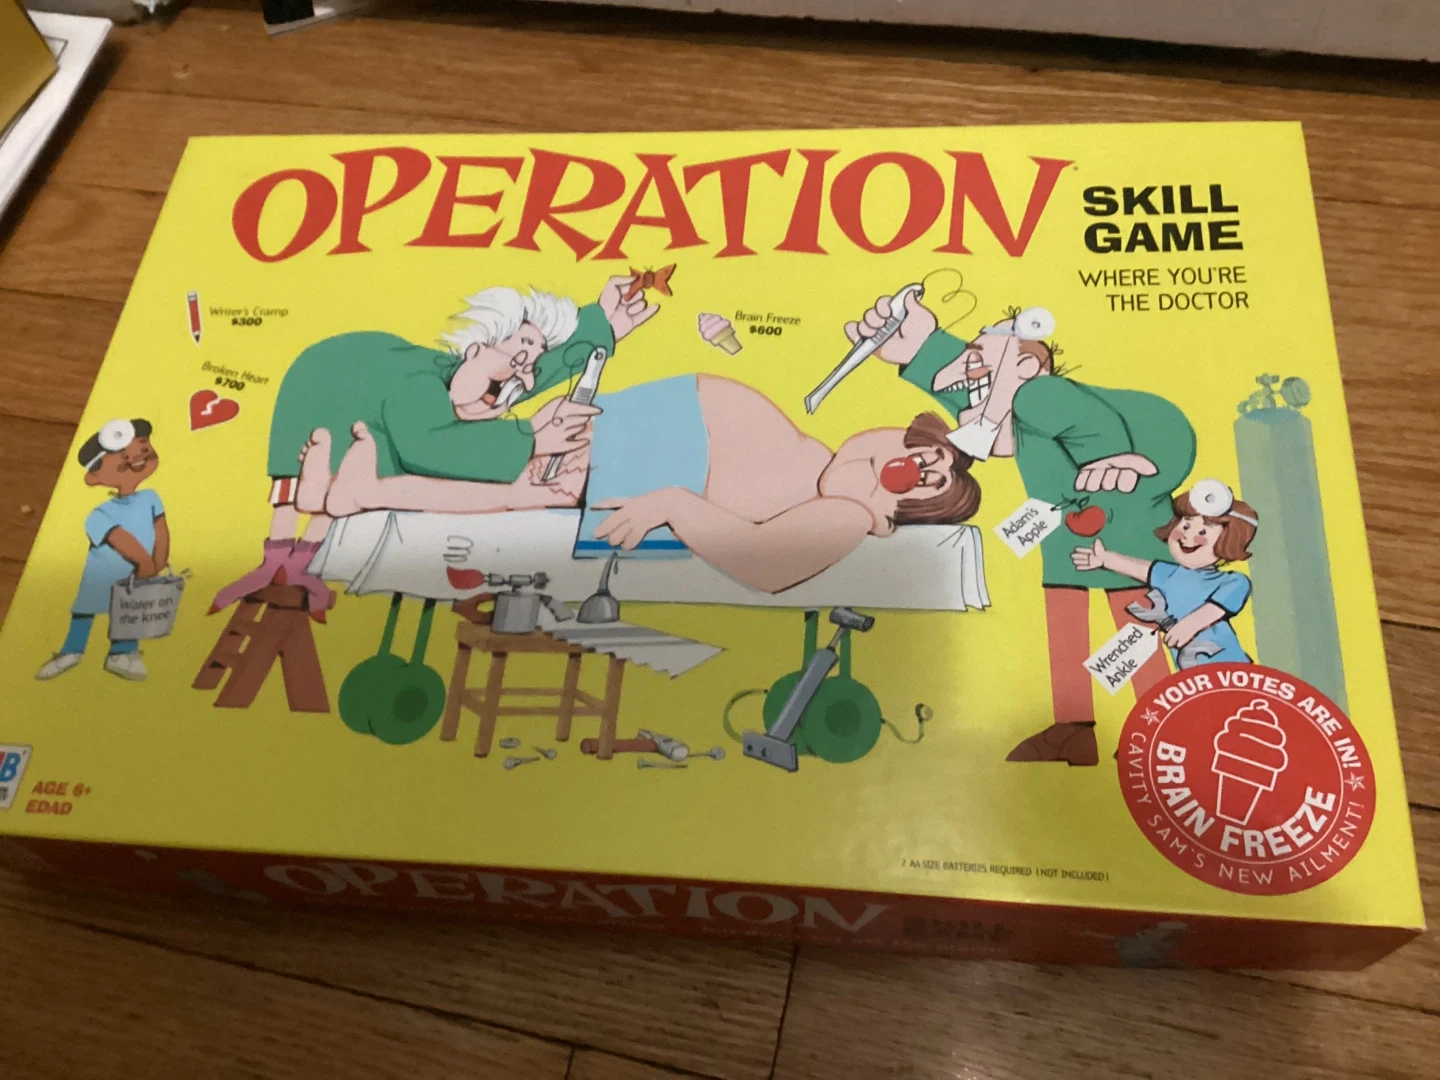 OPERATION
SKILL
GAME
WHERE YOU'RE
THE DOCTOR
Writer's Cramp
$300
Brain Freeze
$600
Broken Heart
$700
Adam's
Apple
Water on
the knee
Wrenched
Ankle
YOUR VOTES ARE IN!
BRAIN FREEZE
CAVITY SAM'S NEW AILMENT!
B
AGE 6+
EDAD
2 AA-SIZE BATTERIES REQUIRED (NOT INCLUDED)
OPERATION